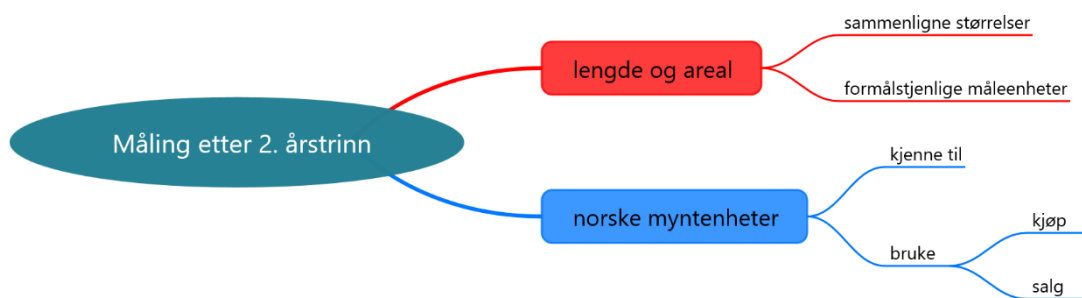 Måling etter 2. årstrinn
lengde og areal
sammenligne størrelser
formålstjenlige måleenheter
norske myntenheter
kjenne til
bruke
kjøp
salg